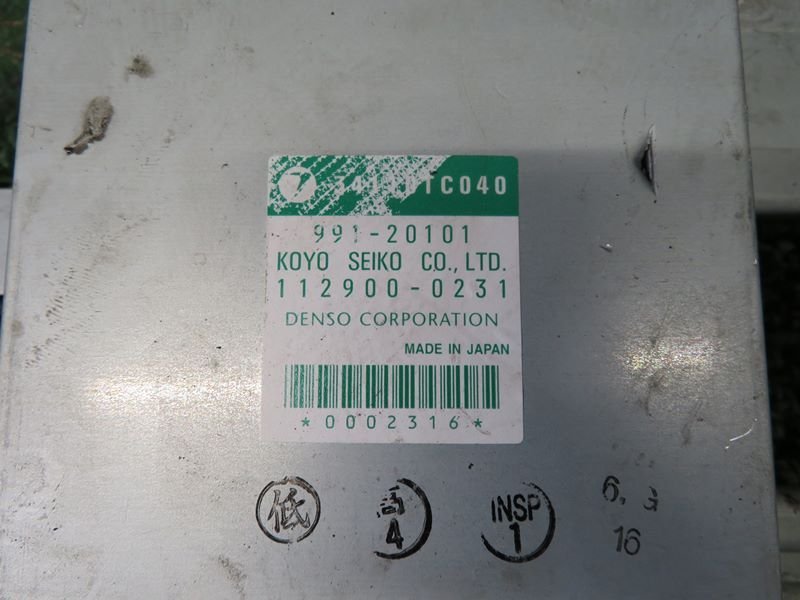 TC040
991-20101
KOYO SEIKO CO., LTD.
112900-0231
DENSO CORPORATION
MADE IN JAPAN
*0002316*
低
4
INSP
1
16